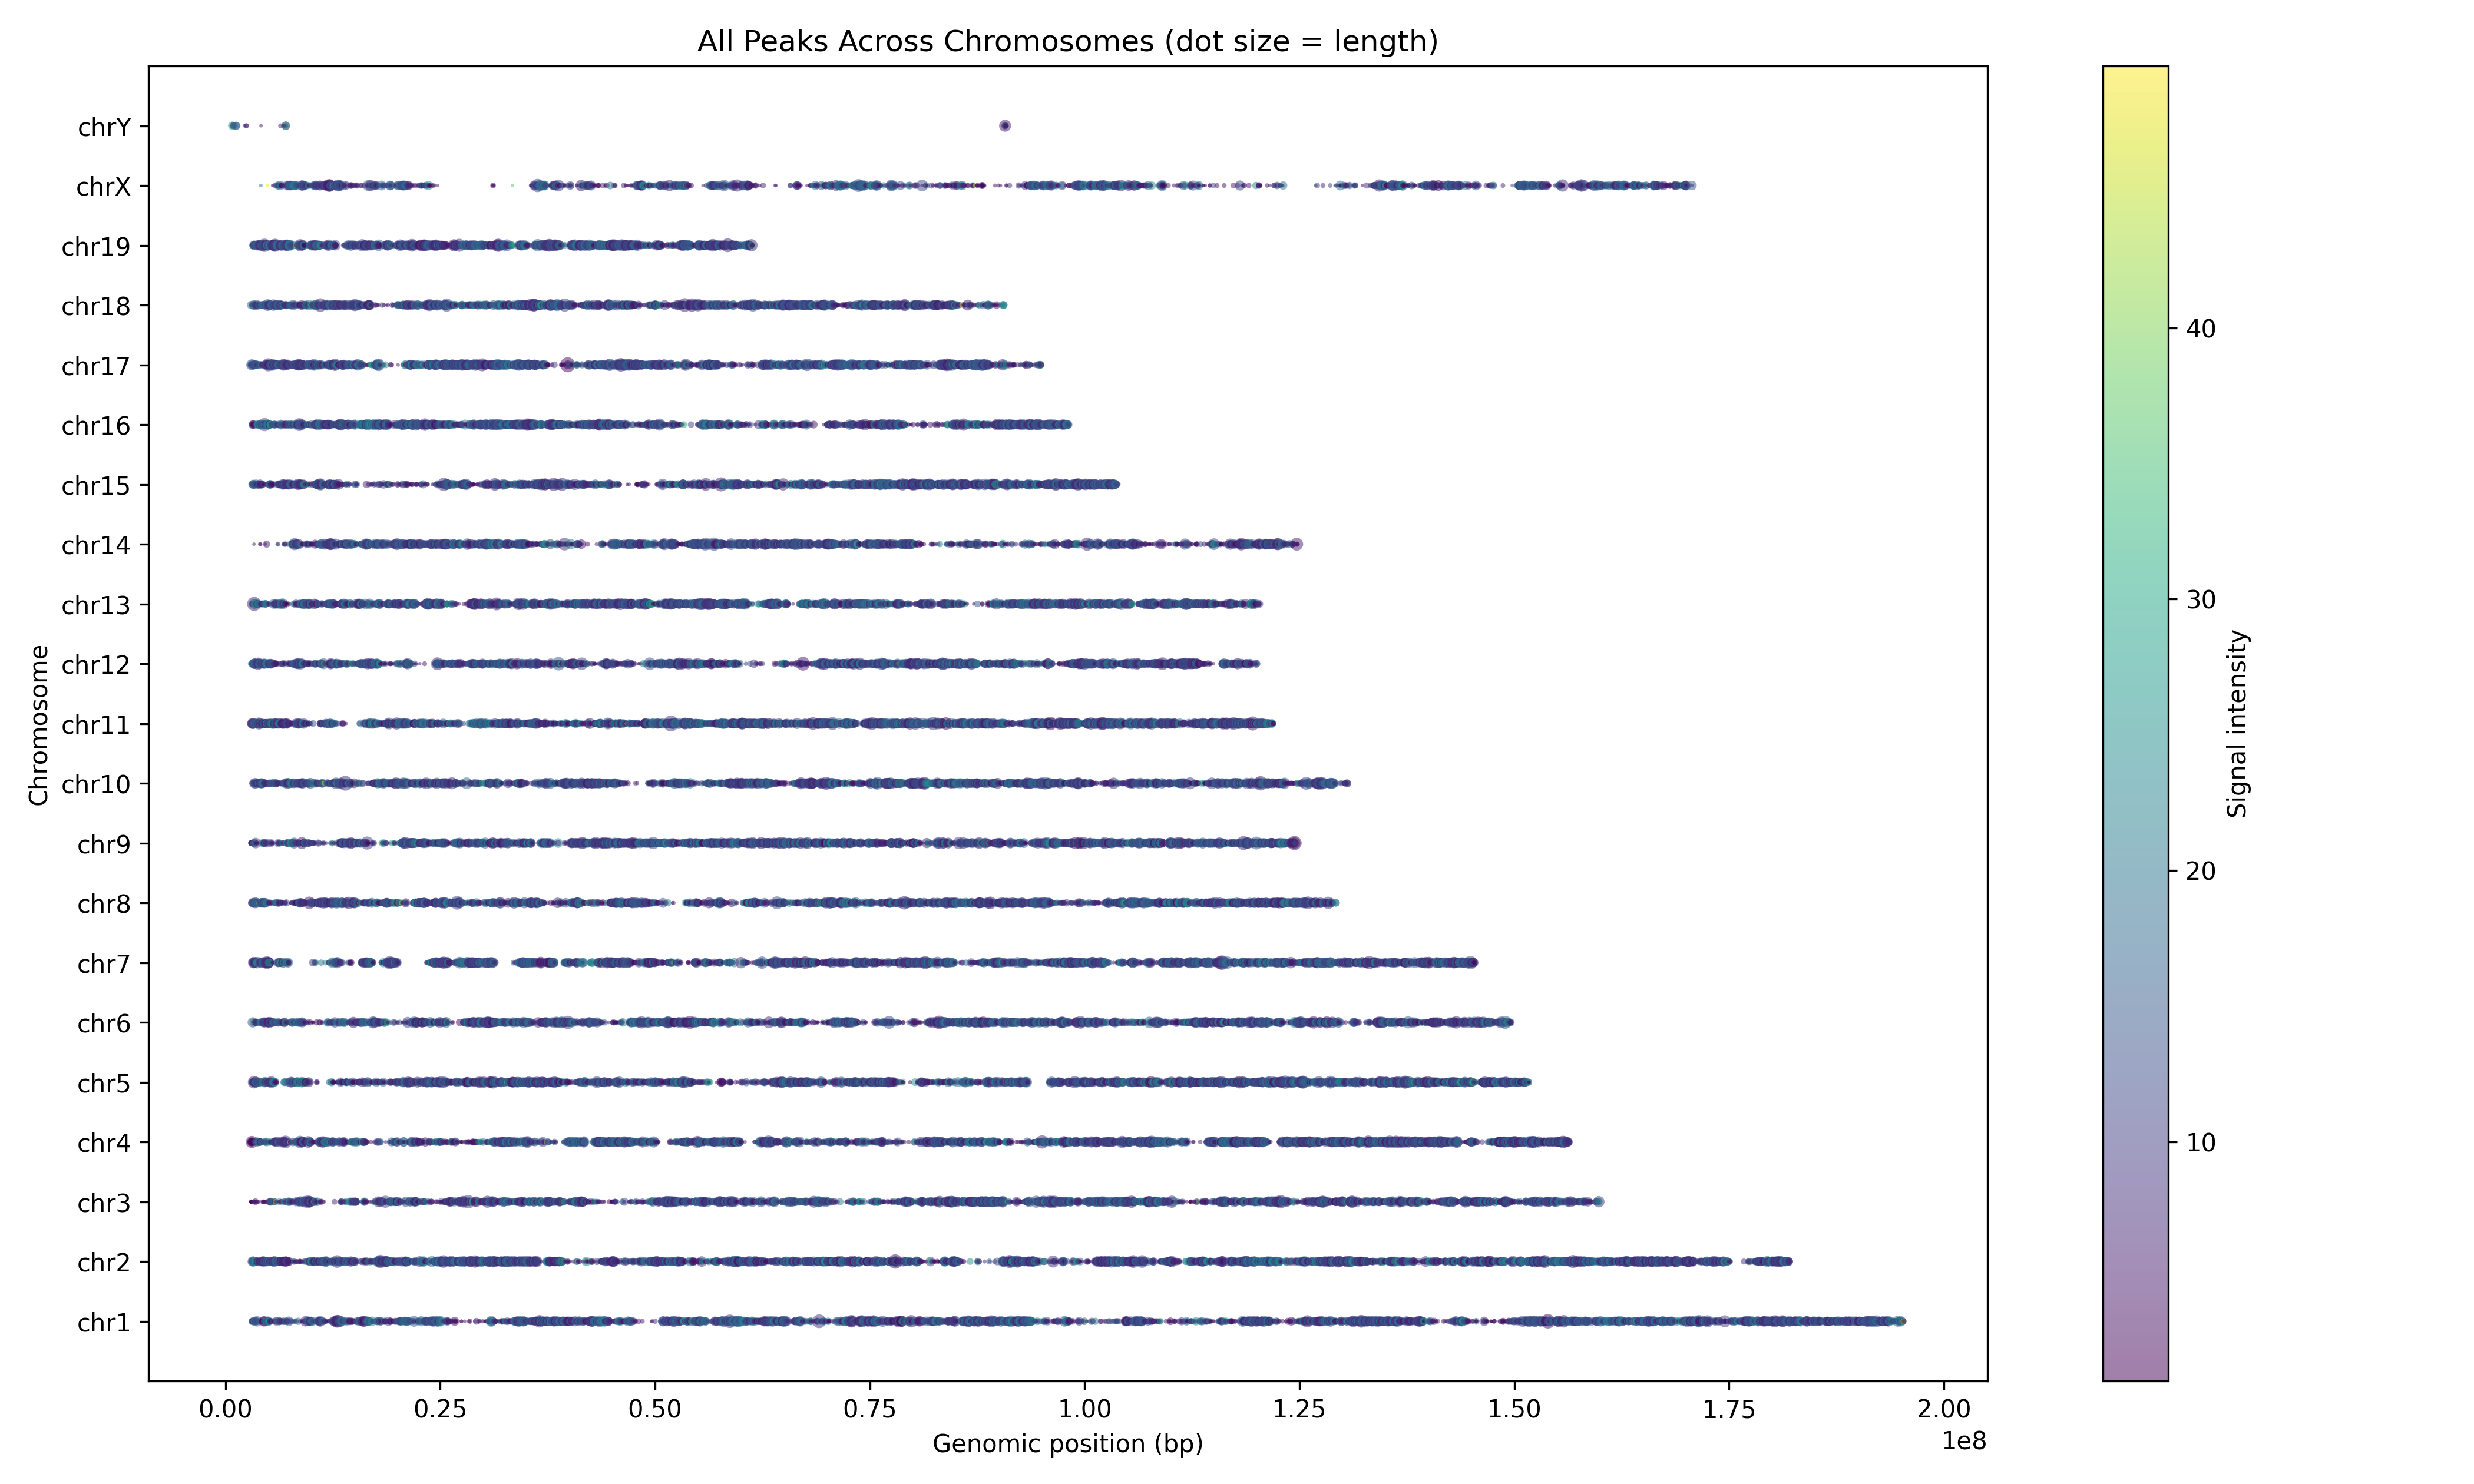 All Peaks Across Chromosomes (dot size = length)
chrY
chrX
chr19
chr18
chr17
chr16
chr15
chr14
chr13
chr12
chr11
chr10
chr9
chr8
chr7
chr6
chr5
chr4
chr3
chr2
chr1
Chromosome
0.00 0.25 0.50 0.75 1.00 1.25 1.50 1.75 2.00
1e8
Genomic position (bp)
40
30
20
10
Signal intensity